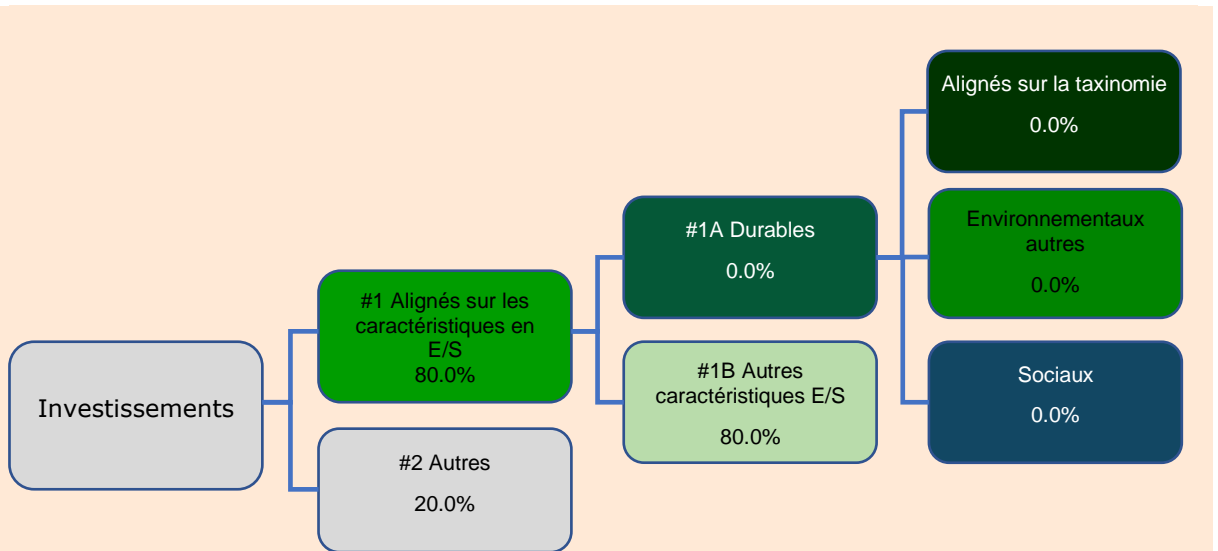 Investissements
#1 Alignés sur les
caractéristiques en
E/S
80.0%
#2 Autres
20.0%
#1A Durables
0.0%
#1B Autres
caractéristiques E/S
80.0%
Alignés sur la taxinomie
0.0%
Environnementaux
autres
0.0%
Sociaux
0.0%